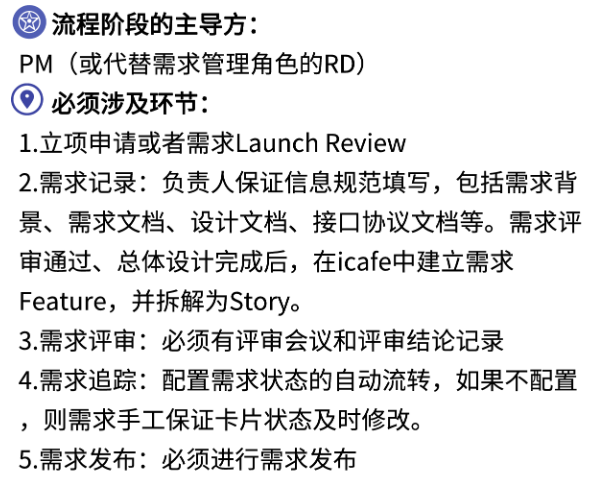 流程阶段的主导方：
PM（或代替需求管理角色的RD）
必须涉及环节：
1.立项申请或者需求Launch Review
2.需求记录：负责人保证信息规范填写，包括需求背
景、需求文档、设计文档、接口协议文档等。需求评
审通过、总体设计完成后，在icafe中建立需求
Feature，并拆解为Story。
3.需求评审：必须有评审会议和评审结论记录
4.需求追踪：配置需求状态的自动流转，如果不配置
，则需求手工保证卡片状态及时修改。
5.需求发布：必须进行需求发布